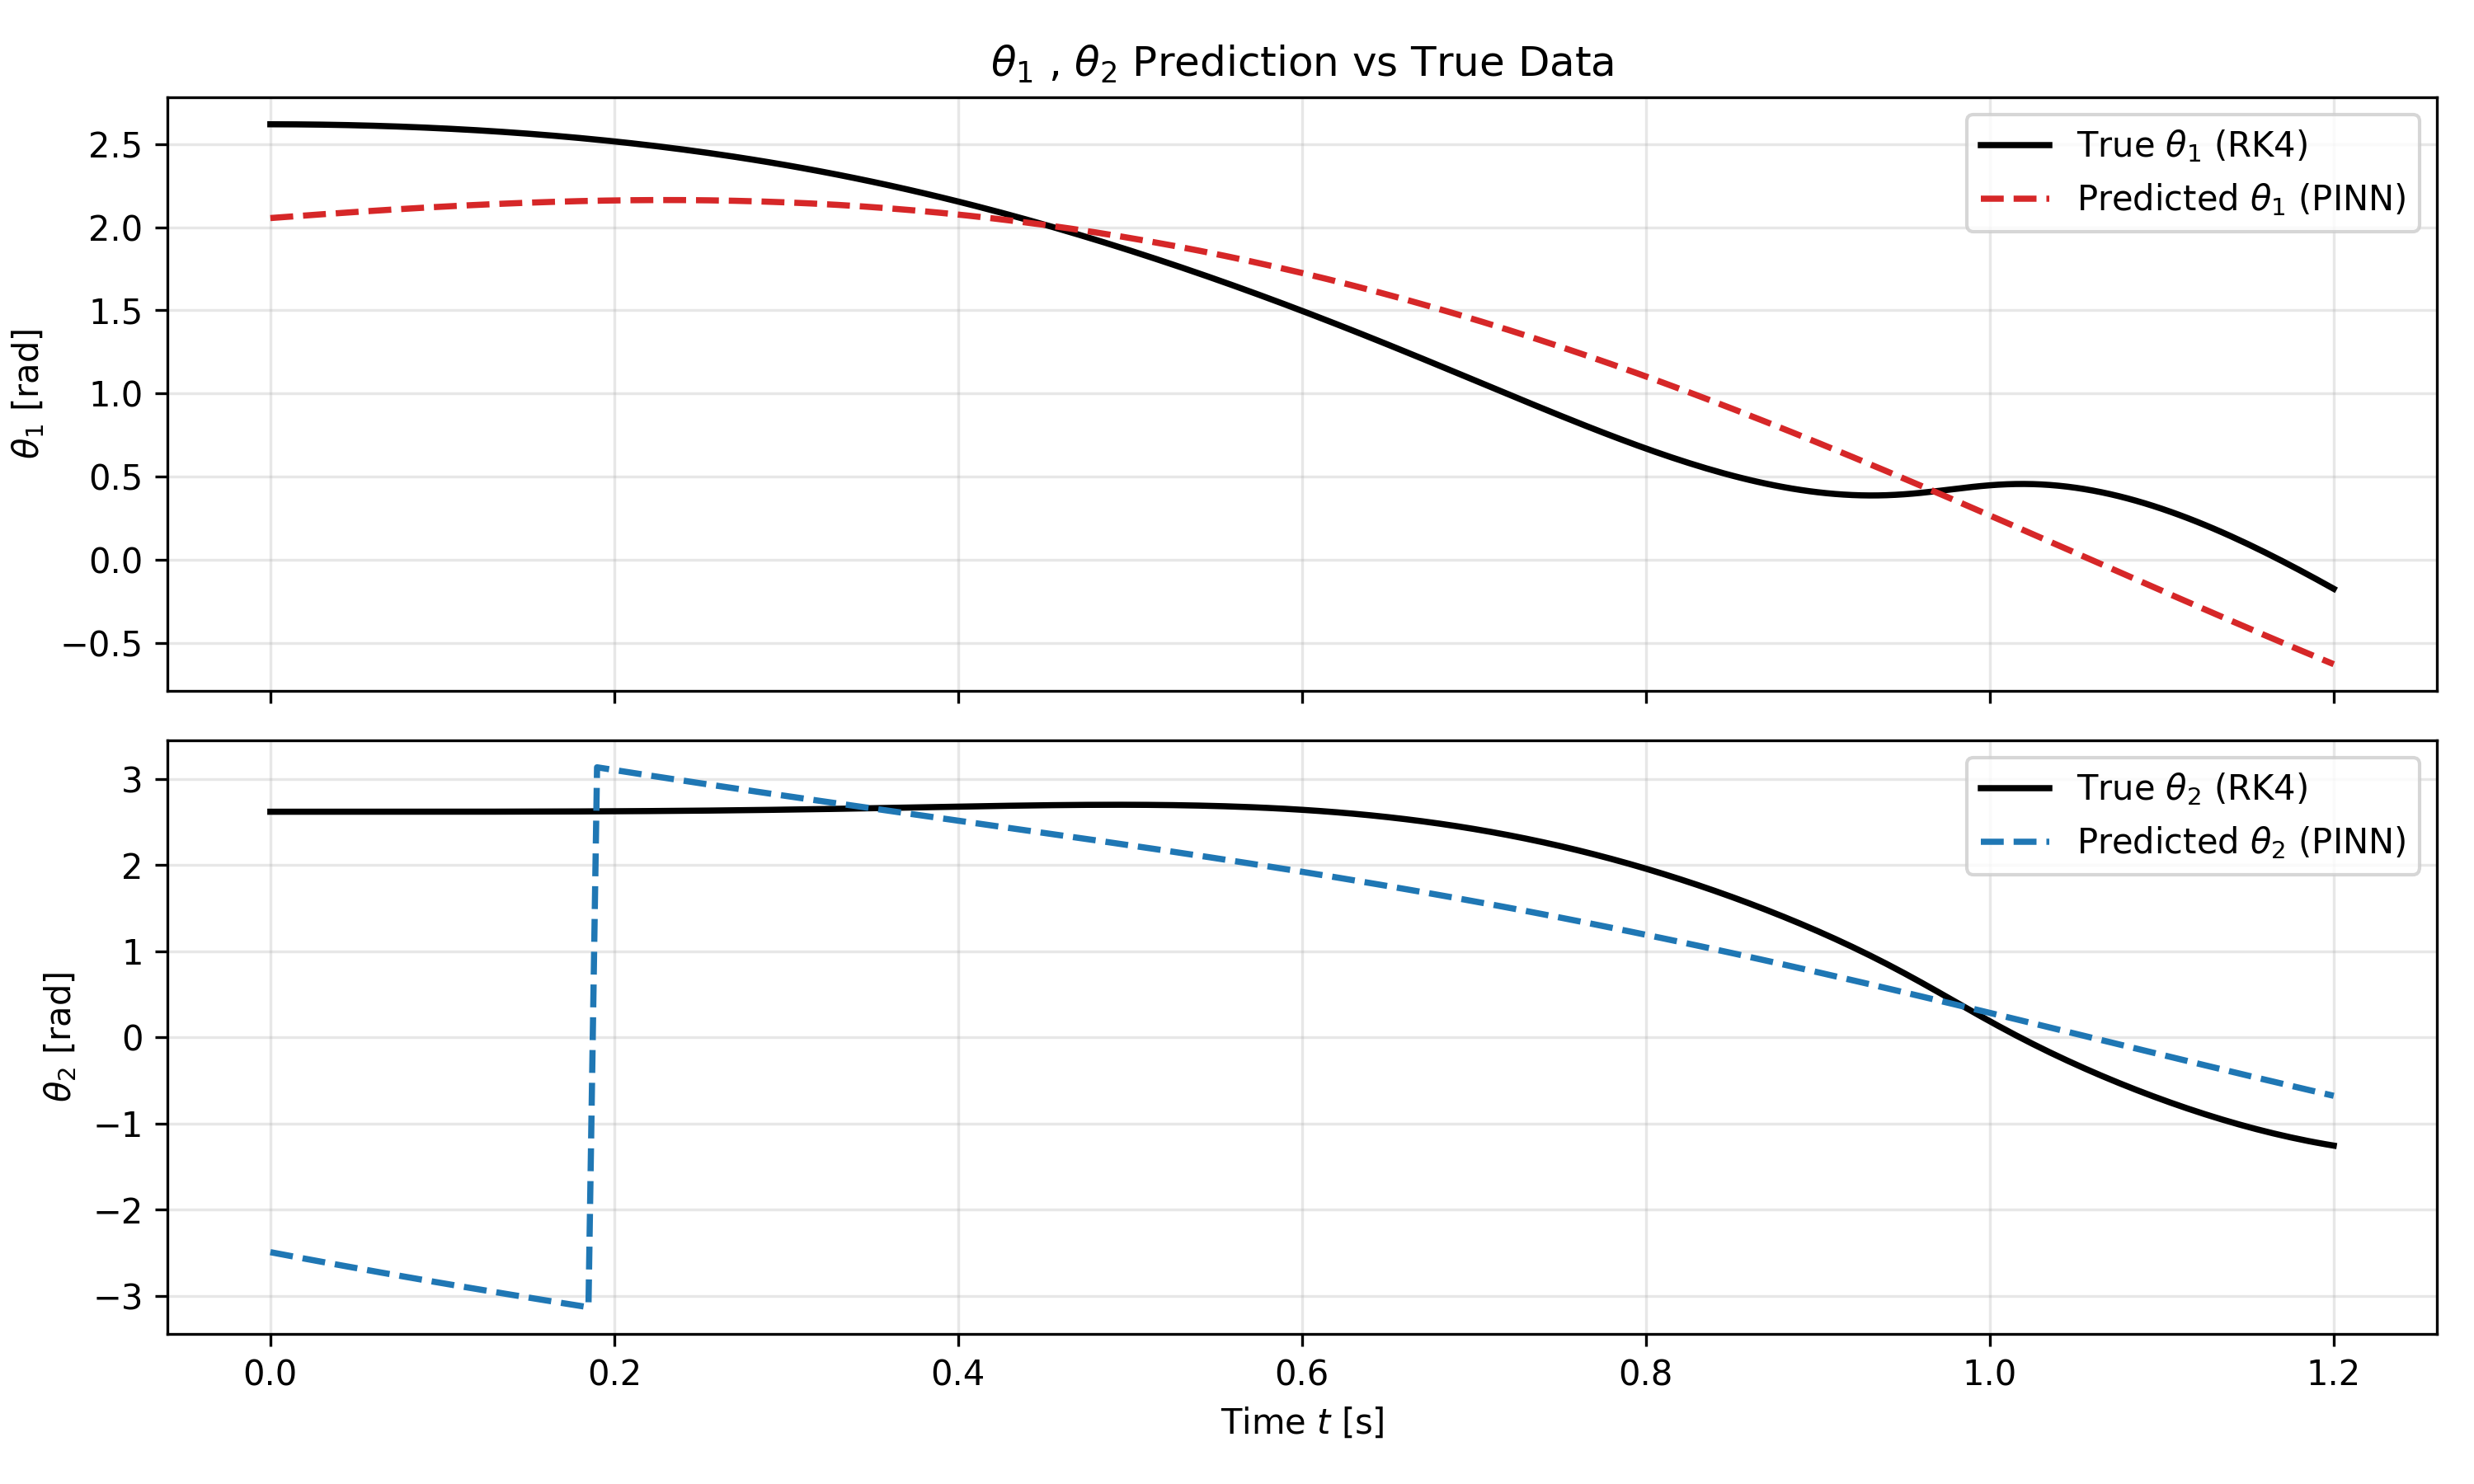 θ₁ , θ₂ Prediction vs True Data
True θ₁ (RK4)
Predicted θ₁ (PINN)
θ₁ [rad]
2.5
2.0
1.5
1.0
0.5
0.0
−0.5
True θ₂ (RK4)
Predicted θ₂ (PINN)
θ₂ [rad]
3
2
1
0
−1
−2
−3
0.0 0.2 0.4 0.6 0.8 1.0 1.2
Time t [s]